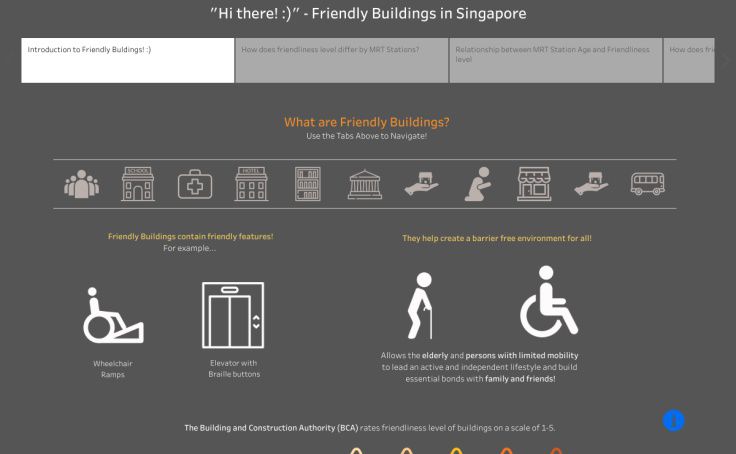 "Hi there! :)" - Friendly Buildings in Singapore
Introduction to Friendly Buldings! :)
How does friendliness level differ by MRT Stations?
Relationship between MRT Station Age and Friendliness
level
How does frie
What are Friendly Buildings?
Use the Tabs Above to Navigate!
SCHOOL
HOTEL
Friendly Buildings contain friendly features!
For example...
They help create a barrier free environment for all!
Wheelchair
Ramps
Elevator with
Braille buttons
Allows the elderly and persons wiith limited mobility
to lead an active and independent lifestyle and build
essential bonds with family and friends!
The Building and Construction Authority (BCA) rates friendliness level of buildings on a scale of 1-5.